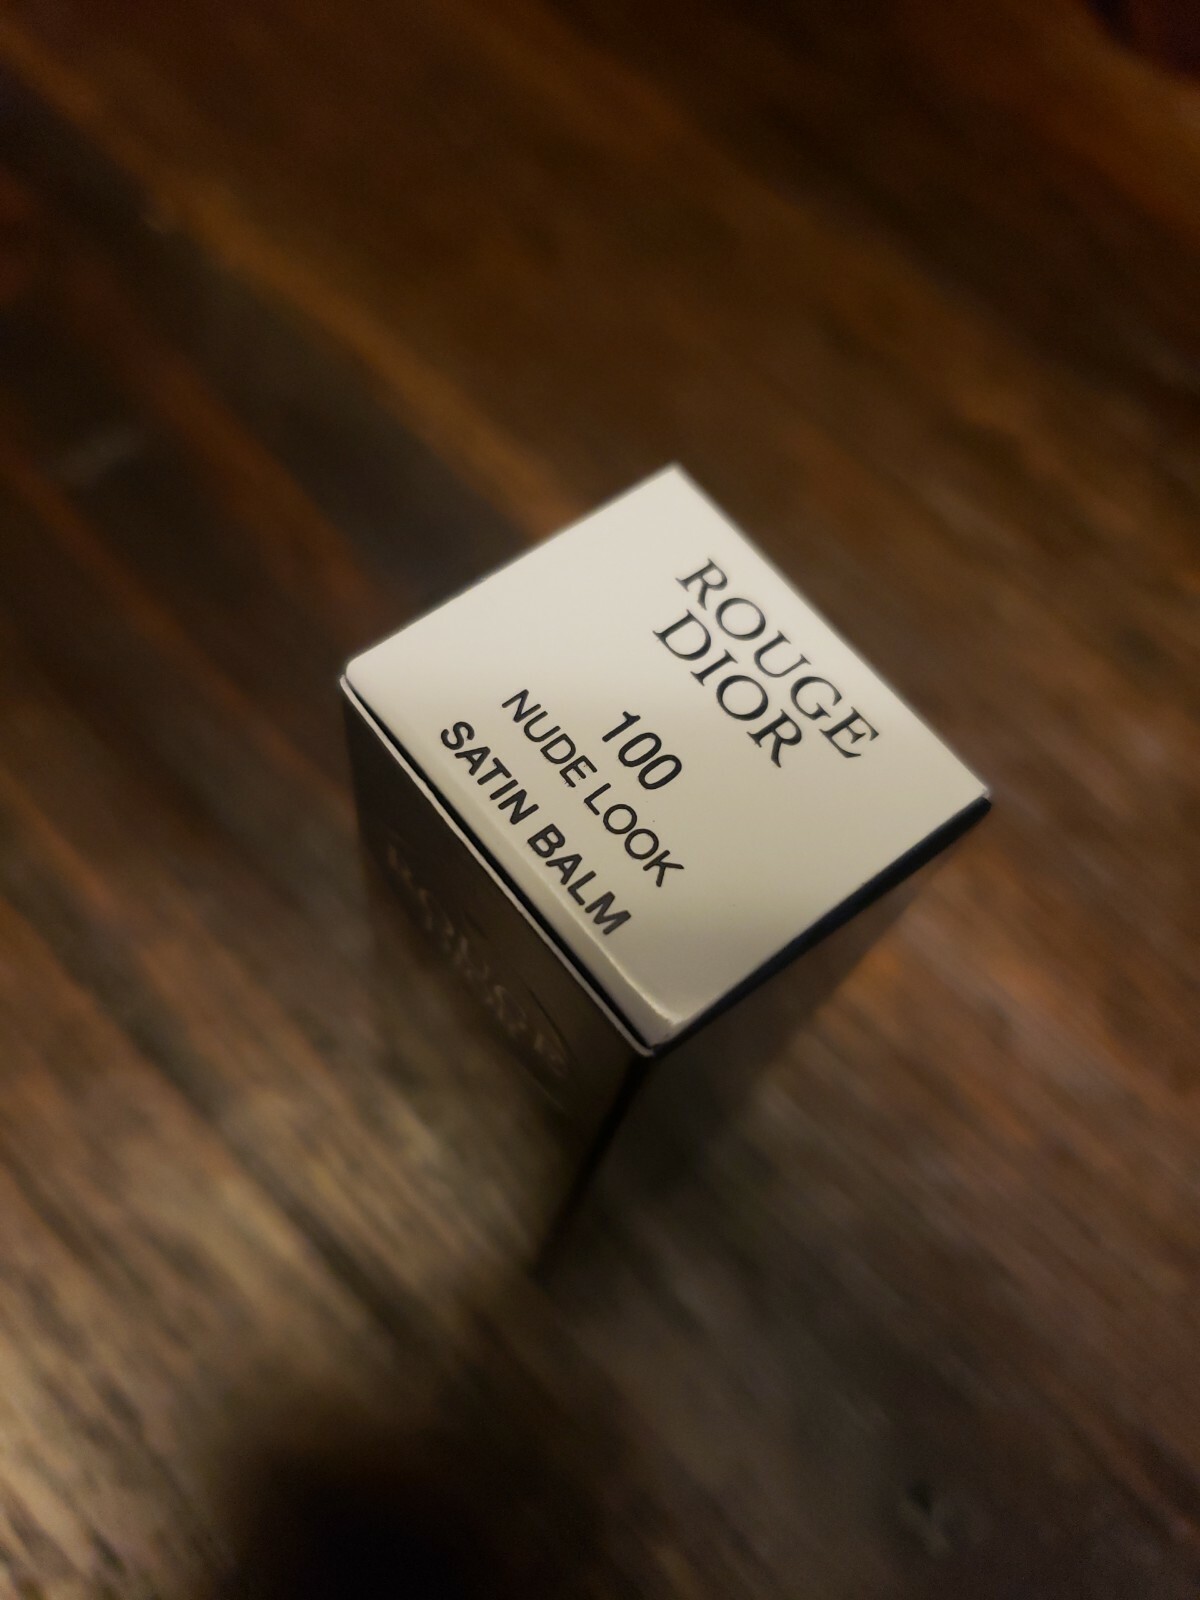 ROUGE
DIOR
100
NUDE LOOK
SATIN BALM